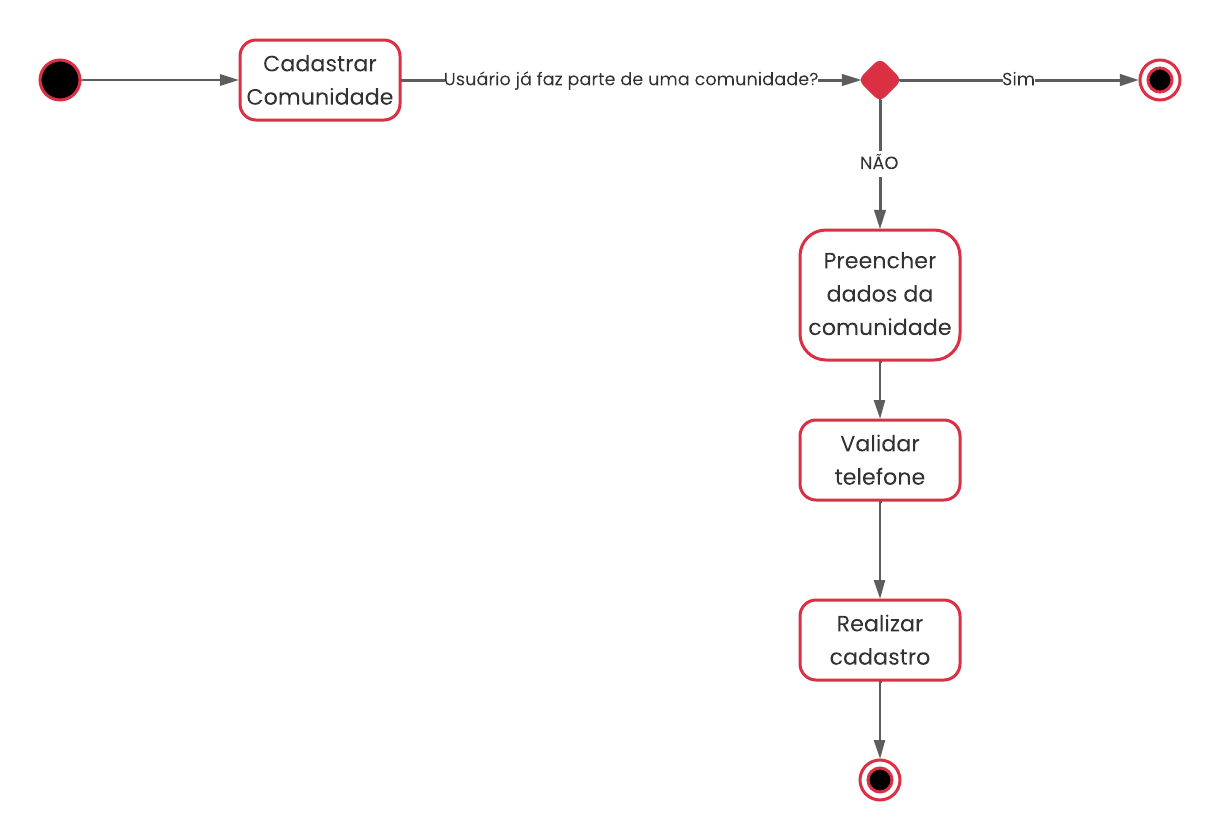 Cadastrar
Comunidade
Usuário já faz parte de uma comunidade?
Sim
NÃO
Preencher
dados da
comunidade
Validar
telefone
Realizar
cadastro